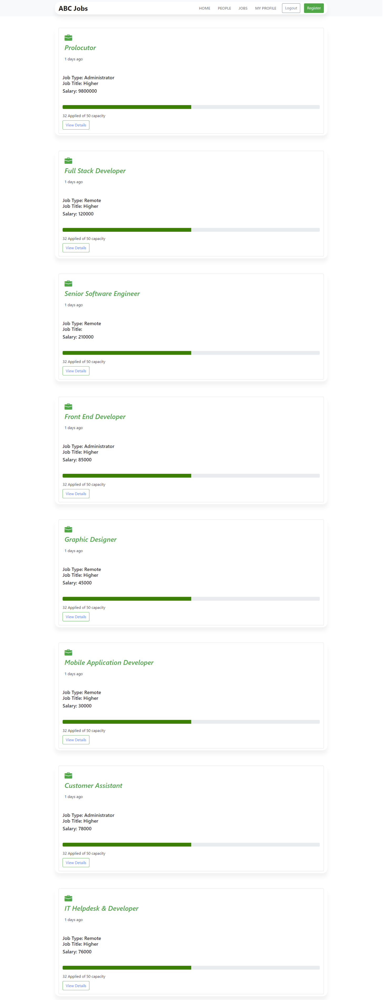 ABC Jobs
HOME PEOPLE JOBS MY PROFILE Logout Register
Prolocutor
1 days ago
Job Type: Administrator
Job Title: Higher
Salary: 9800000
32 Applied of 50 capacity
View Details
Full Stack Developer
1 days ago
Job Type: Remote
Job Title: Higher
Salary: 120000
32 Applied of 50 capacity
View Details
Senior Software Engineer
1 days ago
Job Type: Remote
Job Title:
Salary: 210000
32 Applied of 50 capacity
View Details
Front End Developer
1 days ago
Job Type: Administrator
Job Title: Higher
Salary: 85000
32 Applied of 50 capacity
View Details
Graphic Designer
1 days ago
Job Type: Remote
Job Title: Higher
Salary: 45000
32 Applied of 50 capacity
View Details
Mobile Application Developer
1 days ago
Job Type: Remote
Job Title: Higher
Salary: 30000
32 Applied of 50 capacity
View Details
Customer Assistant
1 days ago
Job Type: Administrator
Job Title: Higher
Salary: 78000
32 Applied of 50 capacity
View Details
IT Helpdesk & Developer
1 days ago
Job Type: Remote
Job Title: Higher
Salary: 76000
32 Applied of 50 capacity
View Details